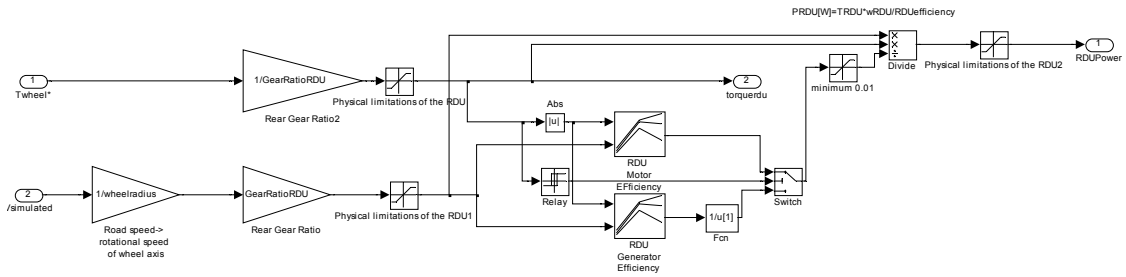 PRDU[W]=TRDU*wRDU/RDUefficiency
1
Twheel*
1/GearRatioRDU
Rear Gear Ratio2
Physical limitations of the RDU
2
torquerdu
×
×
÷
Divide
Physical limitations of the RDU2
1
RDUPower
minimum 0.01
Abs
|u|
RDU
Motor
EFficiency
Relay
Switch
2
/simulated
1/wheelradius
Road speed->
rotational speed
of wheel axis
GearRatioRDU
Rear Gear Ratio
Physical limitations of the RDU1
RDU
Generator
Efficiency
1/u[1]
Fcn